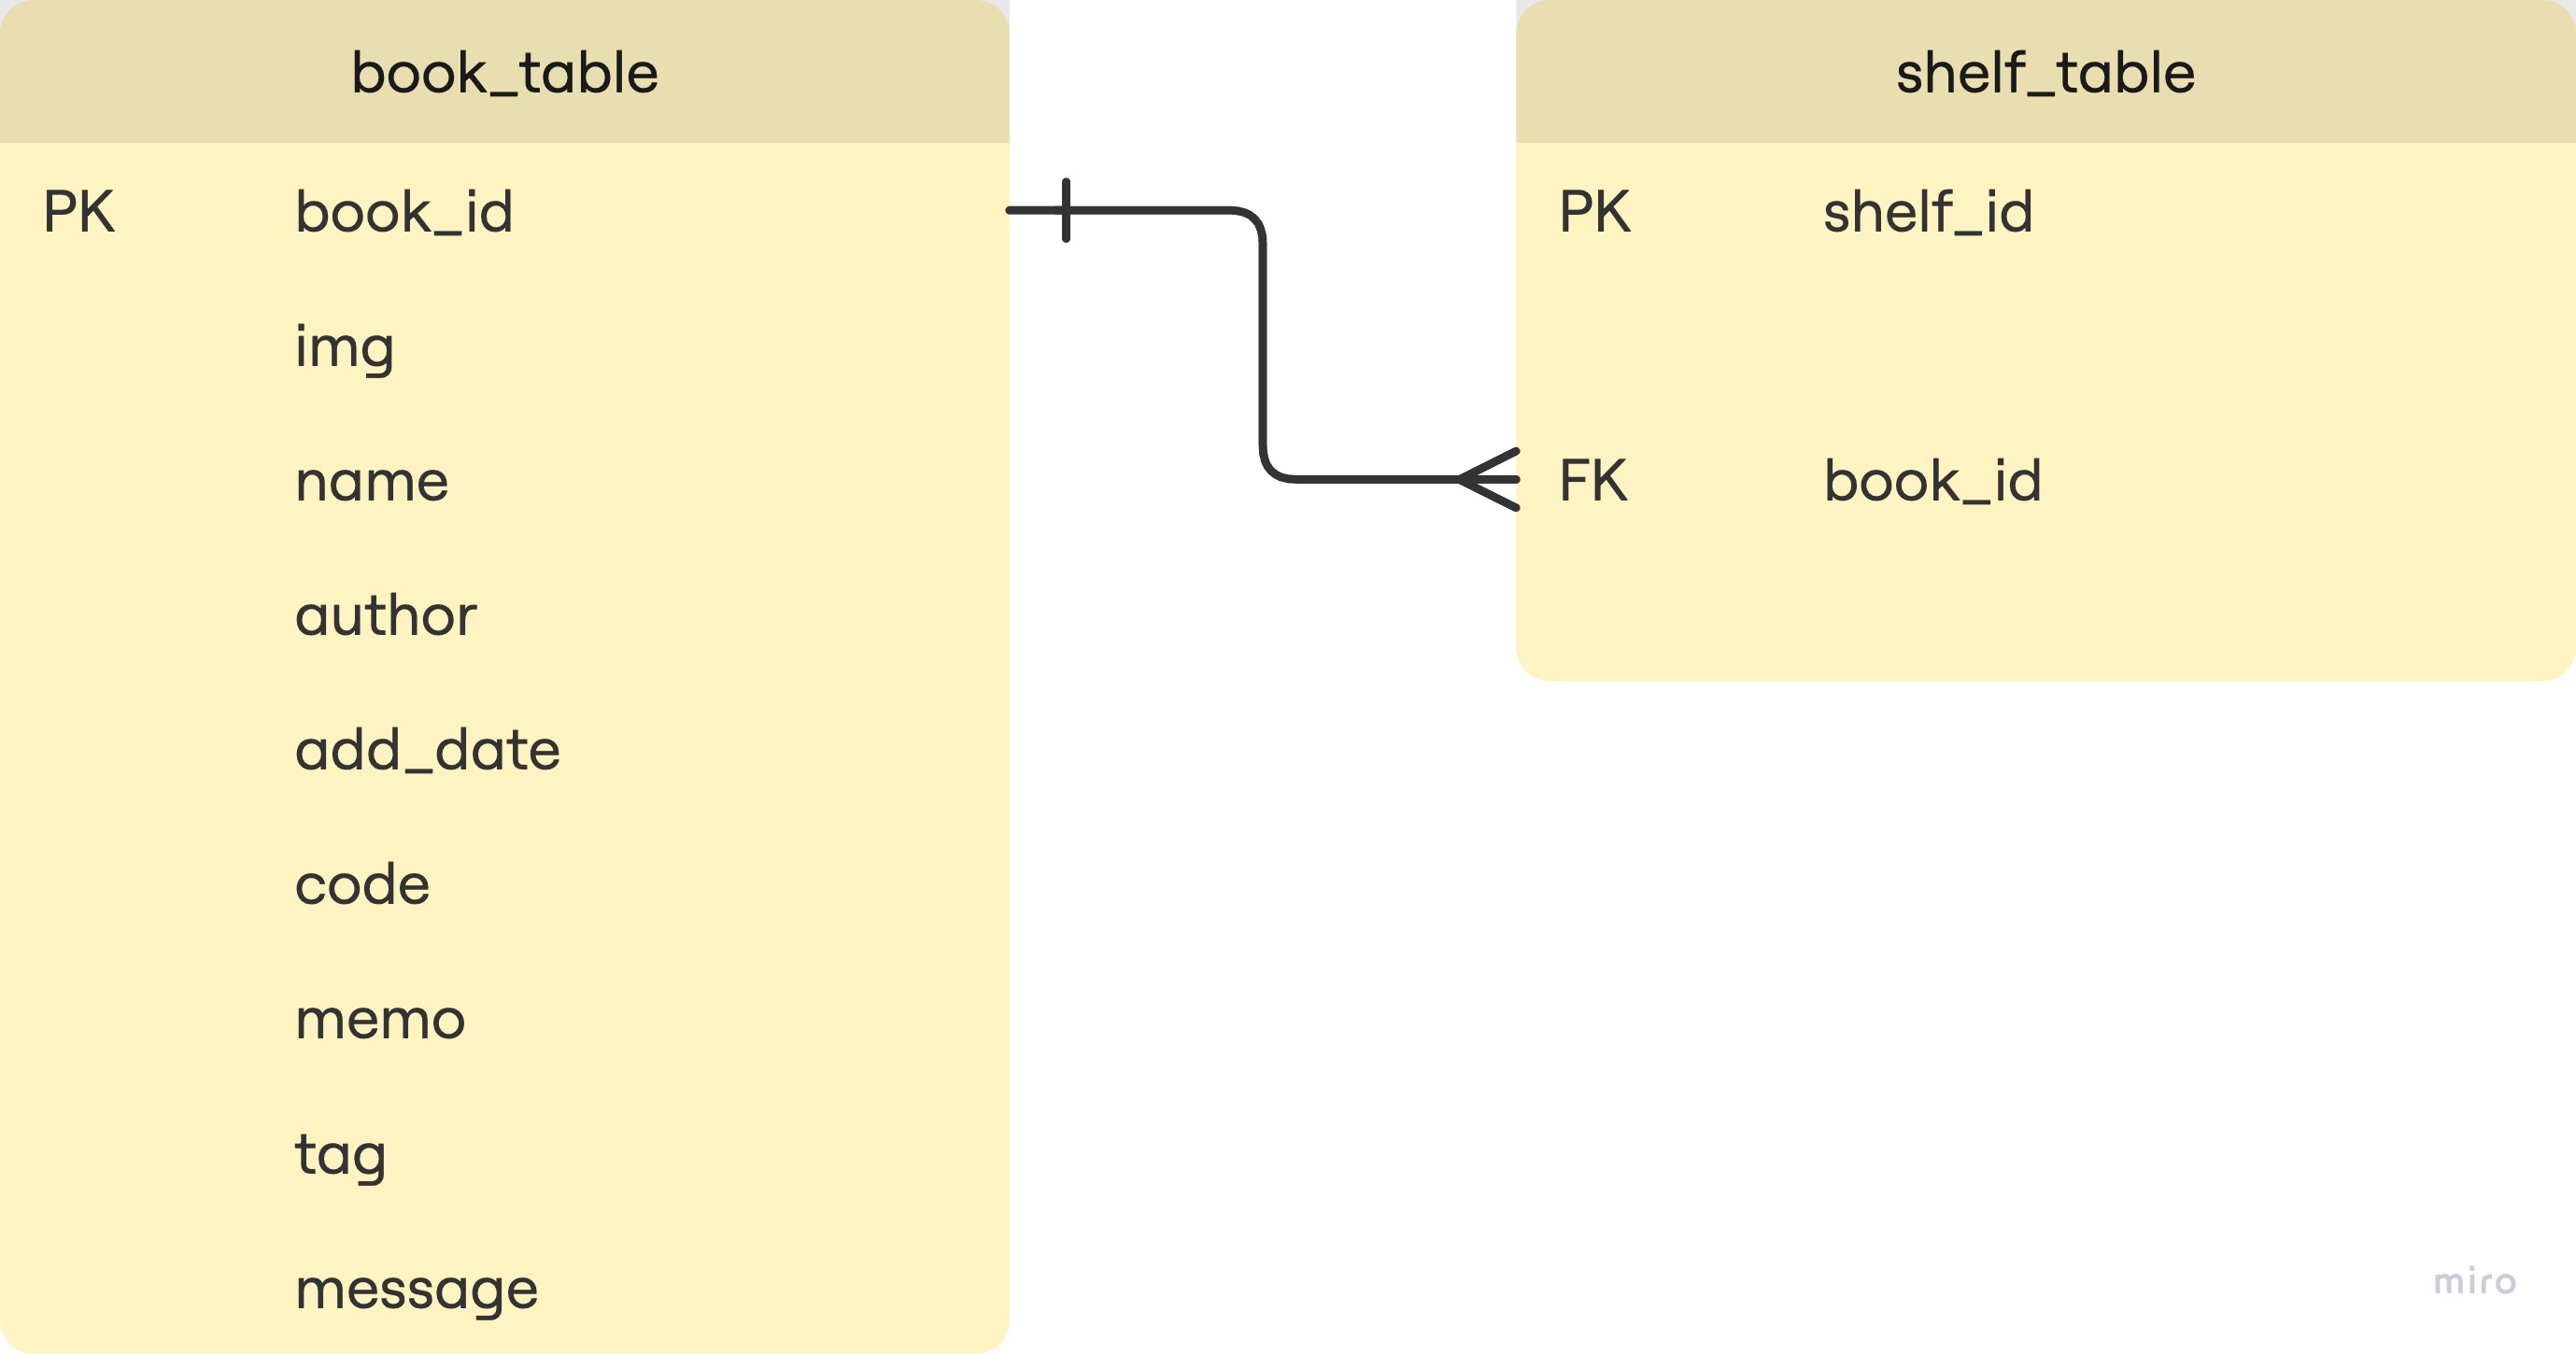 book_table
PK book_id
img
name
author
add_date
code
memo
tag
message
shelf_table
PK shelf_id
FK book_id
miro